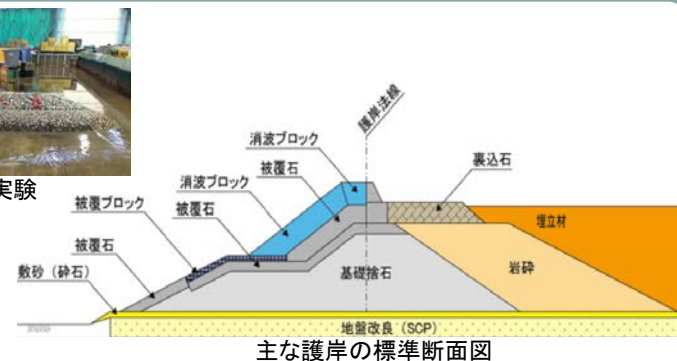 実験
護岸法線
消波ブロック
被覆石
裏込石
消波ブロック
被覆ブロック
被覆石
埋立材
被覆石
敷砂（砕石）
基礎捨石
岩砕
地盤改良（SCP）
主な護岸の標準断面図